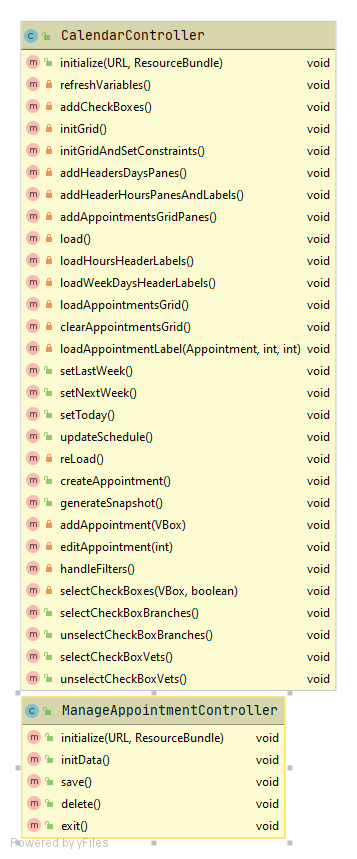 C CalendarController
m initialize(URL, ResourceBundle) void
m refreshVariables() void
m addCheckBoxes() void
m initGrid() void
m initGridAndSetConstraints() void
m addHeadersDaysPanes() void
m addHeaderHoursPanesAndLabels() void
m addAppointmentsGridPanes() void
m load() void
m loadHoursHeaderLabels() void
m loadWeekDaysHeaderLabels() void
m loadAppointmentsGrid() void
m clearAppointmentsGrid() void
m loadAppointmentLabel(Appointment, int, int) void
m setLastWeek() void
m setNextWeek() void
m setToday() void
m updateSchedule() void
m reLoad() void
m createAppointment() void
m generateSnapshot() void
m addAppointment(VBox) void
m editAppointment(int) void
m handleFilters() void
m selectCheckBoxes(VBox, boolean) void
m selectCheckBoxBranches() void
m unselectCheckBoxBranches() void
m selectCheckBoxVets() void
m unselectCheckBoxVets() void
C ManageAppointmentController
m initialize(URL, ResourceBundle) void
m initData() void
m save() void
m delete() void
m exit() void
Powered by yFiles